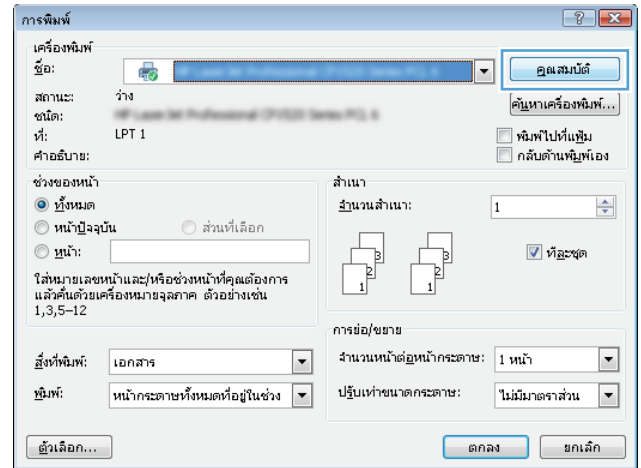 การพิมพ์
เครื่องพิมพ์
ชื่อ:
คุณสมบัติ
สถานะ: ว่าง
ค้นหาเครื่องพิมพ์...
ชนิด:
ที่: LPT 1
พิมพ์ไปที่แฟ้ม
คำอธิบาย:
กลับด้านพิมพ์เอง
ช่วงของหน้า
ทั้งหมด
หน้าปัจจุบัน ส่วนที่เลือก
หน้า:
ใส่หมายเลขหน้าและ/หรือช่วงหน้าที่คุณต้องการ
แล้วคั่นด้วยเครื่องหมายจุลภาค ตัวอย่างเช่น
1,3,5–12
สำเนา
จำนวนสำเนา: 1
3 3
2 2
1 1
ทีละชุด
สิ่งที่พิมพ์: เอกสาร
พิมพ์: หน้ากระดาษทั้งหมดที่อยู่ในช่วง
การย่อ/ขยาย
จำนวนหน้าต่อหน้ากระดาษ: 1 หน้า
ปรับเท่าขนาดกระดาษ: ไม่มีมาตราส่วน
ตัวเลือก...
ตกลง
ยกเลิก